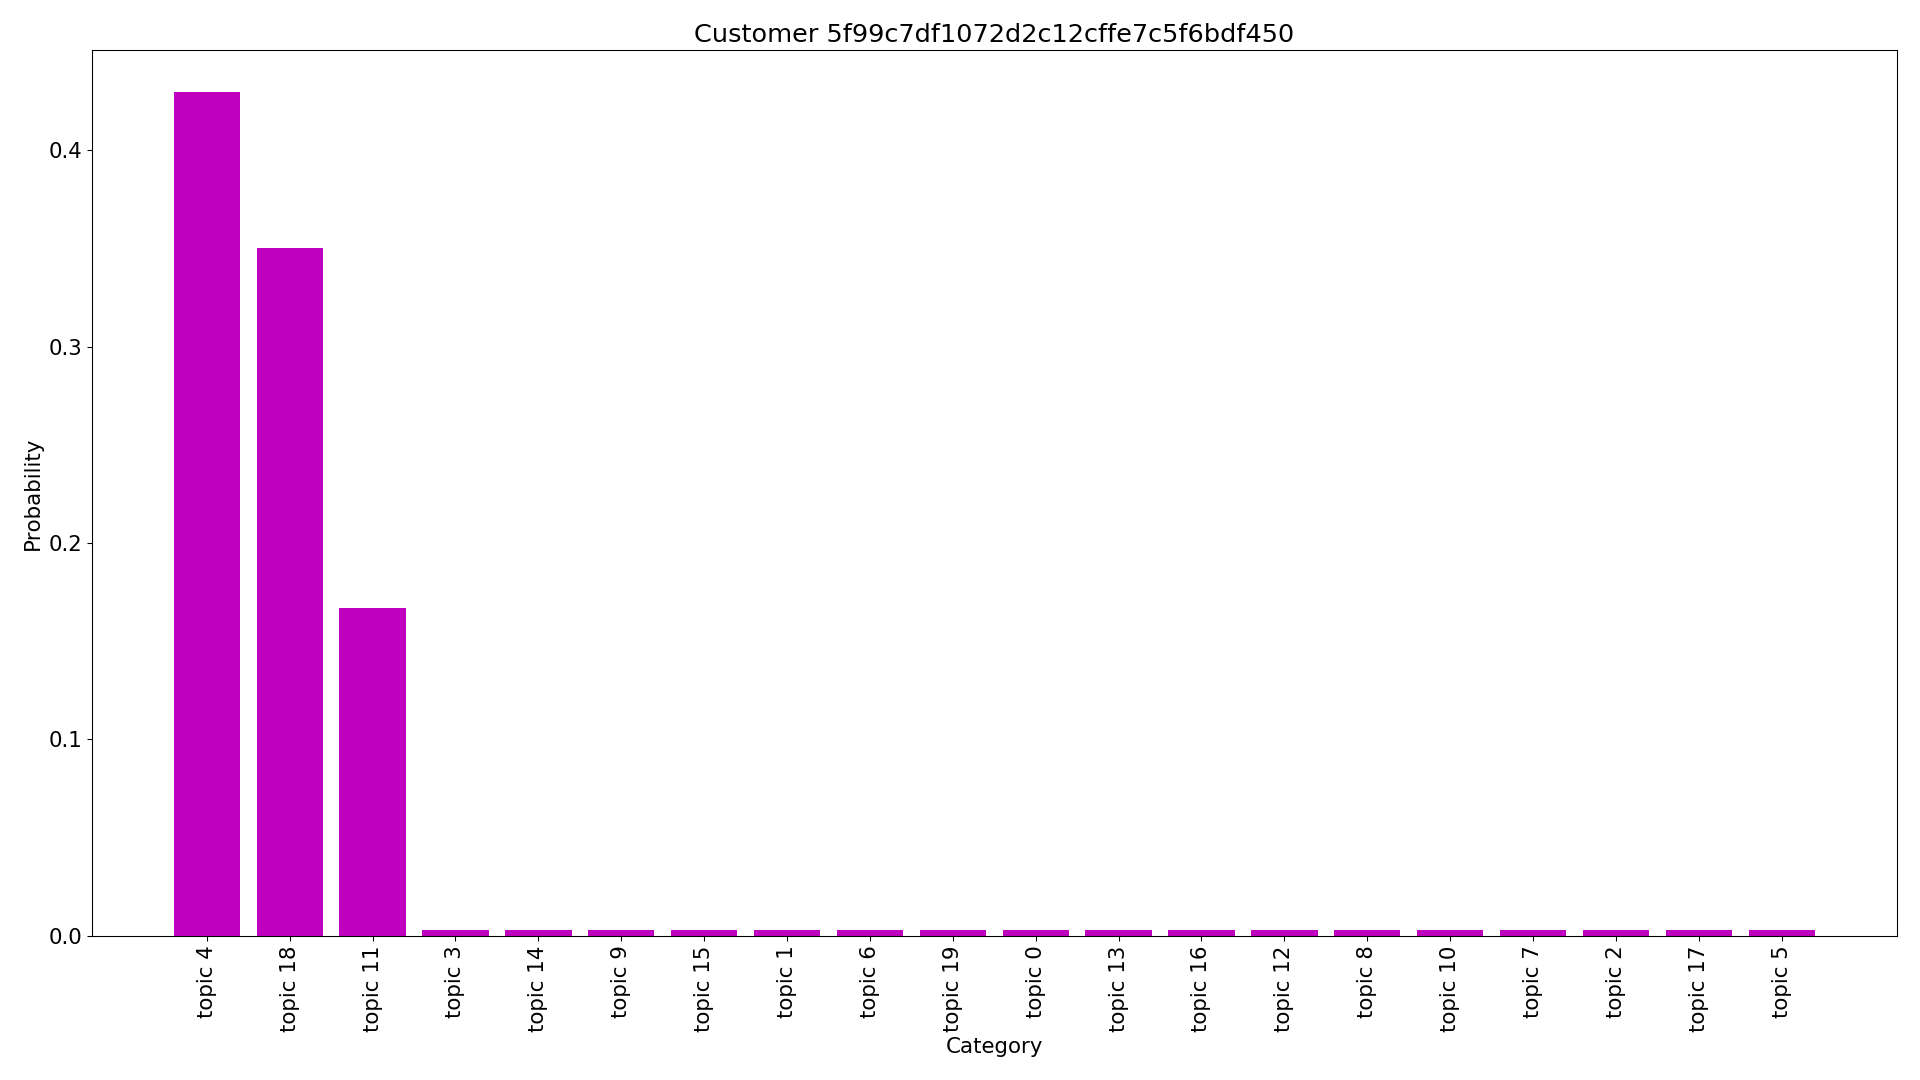 Customer 5f99c7df1072d2c12cffe7c5f6bdf450
Probability
0.4
0.3
0.2
0.1
0.0
topic 4
topic 18
topic 11
topic 3
topic 14
topic 9
topic 15
topic 1
topic 6
topic 19
topic 0
topic 13
topic 16
topic 12
topic 8
topic 10
topic 7
topic 2
topic 17
topic 5
Category